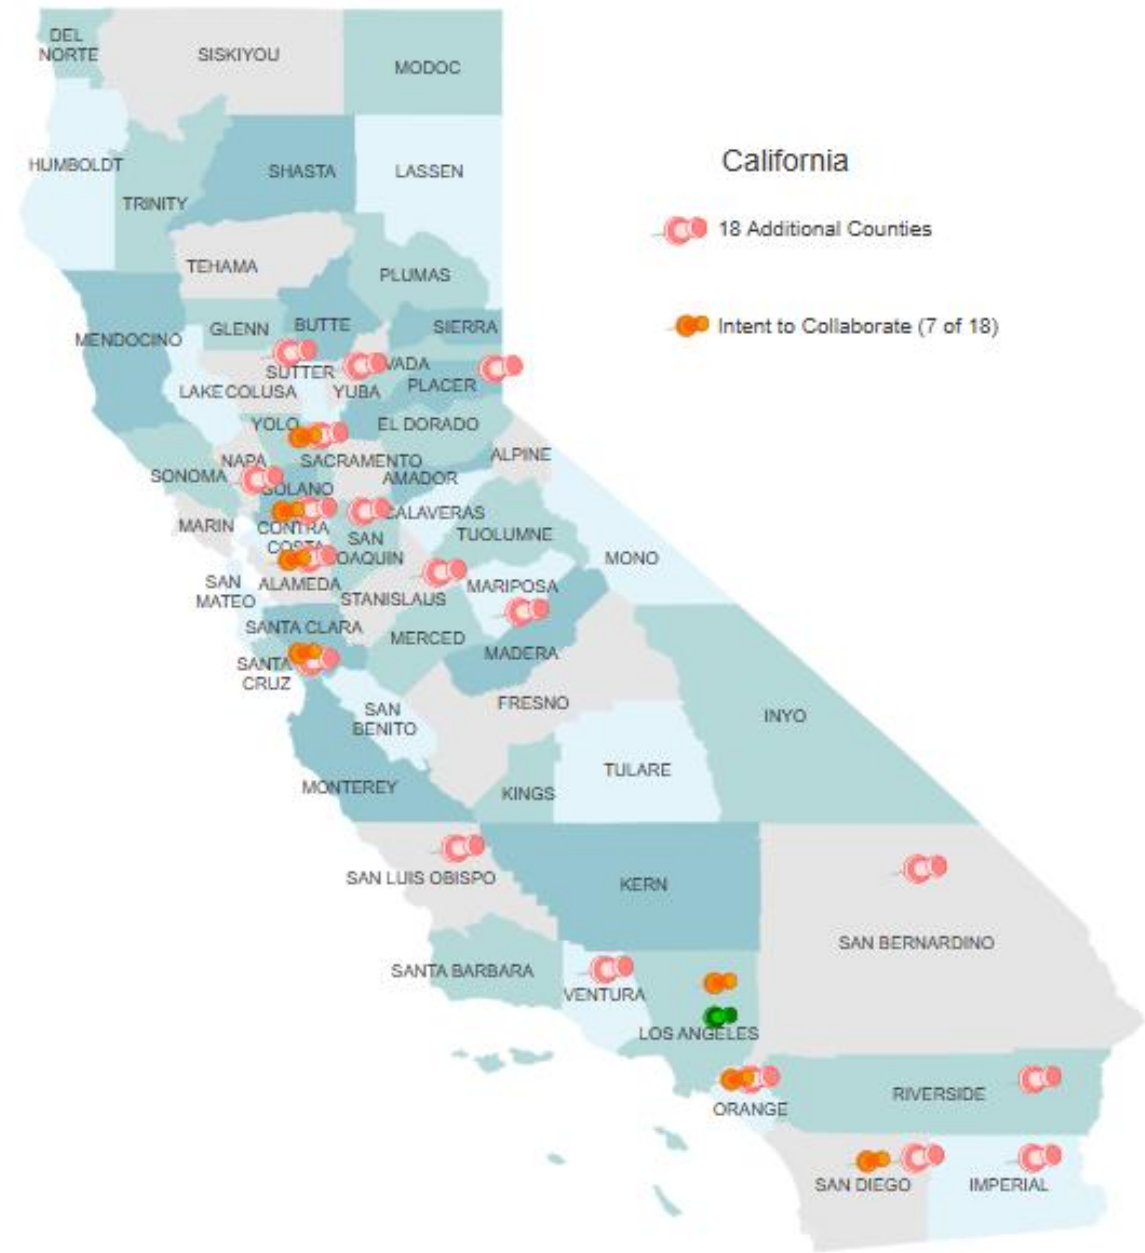 DEL
NORTE
SISKIYOU
MODOC
California
HUMBOLDT
SHASTA
LASSEN
TRINITY
18 Additional Counties
TEHAMA
PLUMAS
MENDOCINO
GLENN
BUTTE
SIERRA
Intent to Collaborate (7 of 18)
SUTTER
VADA
LAKE
COLUSA
YUBA
PLACER
YOLO
EL DORADO
NAPA
SACRAMENTO
ALPINE
SONOMA
SOLANO
AMADOR
MARIN
CONTRA
COSTA
CALAVERAS
SAN
OAQUIN
TUOLUMNE
MONO
SAN
MATEO
ALAMEDA
STANISLAUS
MARIPOSA
SANTA CLARA
MERCED
MADERA
SANTA
CRUZ
SAN
BENITO
FRESNO
INYO
MONTEREY
KINGS
TULARE
SAN LUIS OBISPO
KERN
SAN BERNARDINO
SANTA BARBARA
VENTURA
LOS ANGELES
ORANGE
RIVERSIDE
SAN DIEGO
IMPERIAL